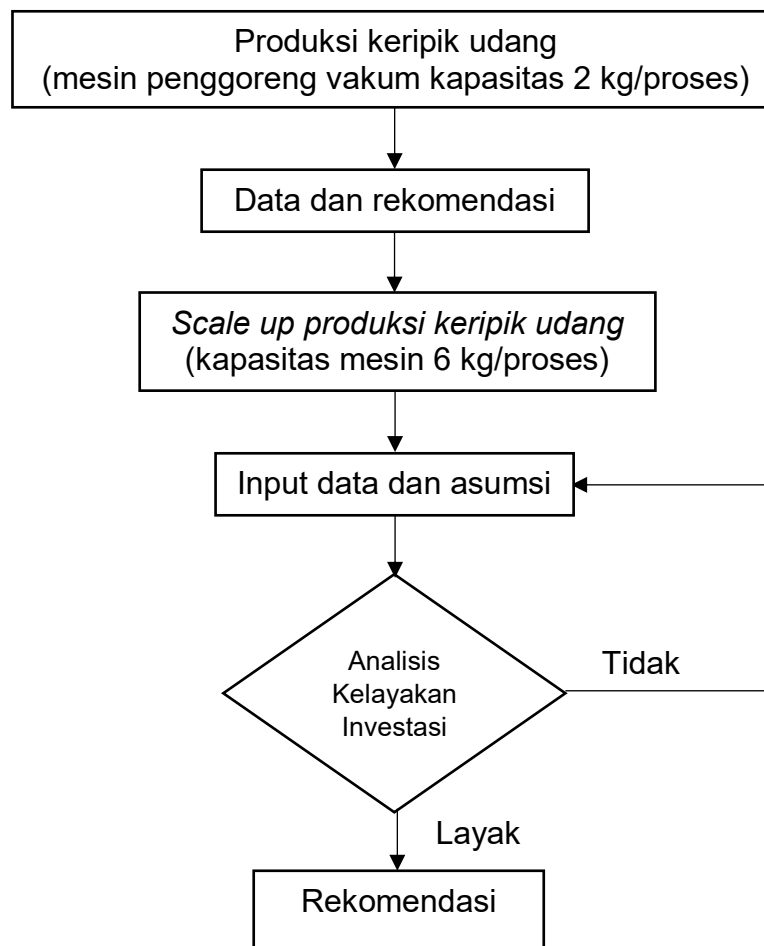 Produksi keripik udang
(mesin penggoreng vakum kapasitas 2 kg/proses)
Data dan rekomendasi
Scale up produksi keripik udang
(kapasitas mesin 6 kg/proses)
Input data dan asumsi
Analisis
Kelayakan
Investasi
Tidak
Layak
Rekomendasi